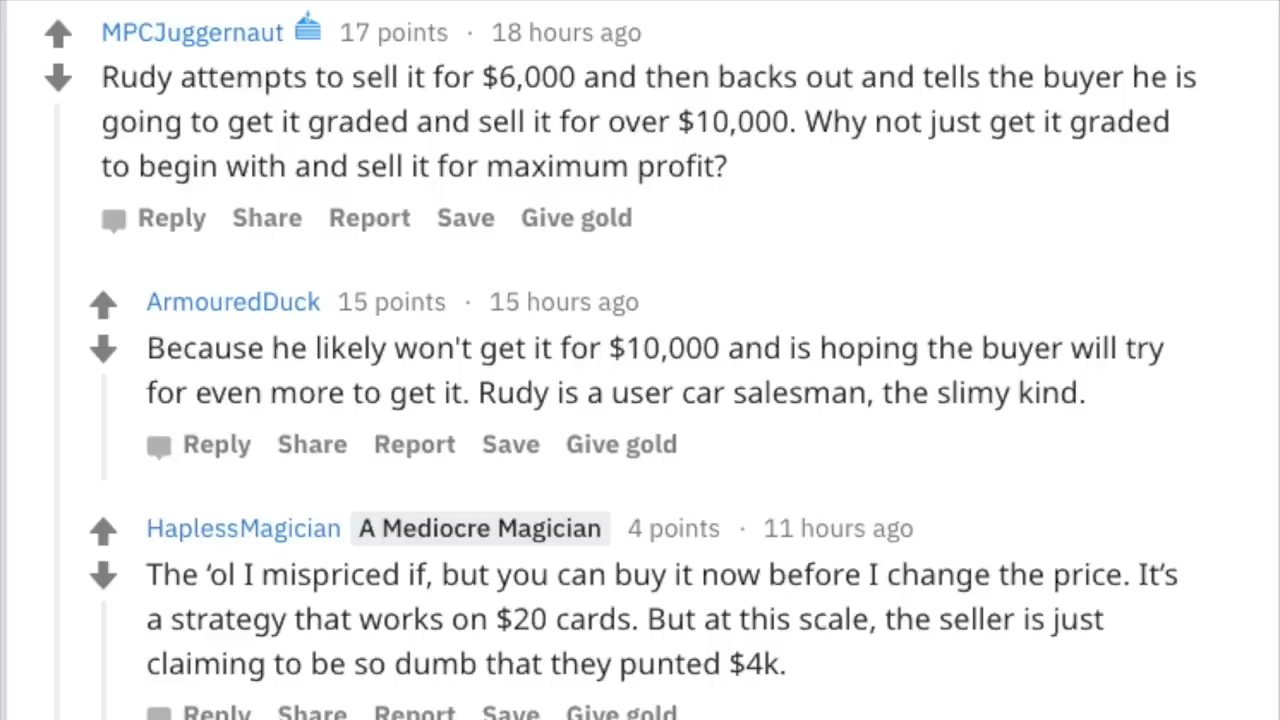 MPCJuggernaut 17 points · 18 hours ago
Rudy attempts to sell it for $6,000 and then backs out and tells the buyer he is
going to get it graded and sell it for over $10,000. Why not just get it graded
to begin with and sell it for maximum profit?
Reply Share Report Save Give gold
ArmouredDuck 15 points · 15 hours ago
Because he likely won't get it for $10,000 and is hoping the buyer will try
for even more to get it. Rudy is a user car salesman, the slimy kind.
Reply Share Report Save Give gold
HaplessMagician A Mediocre Magician 4 points · 11 hours ago
The ‘ol I mispriced if, but you can buy it now before I change the price. It’s
a strategy that works on $20 cards. But at this scale, the seller is just
claiming to be so dumb that they punted $4k.
Reply Share Report Save Give gold